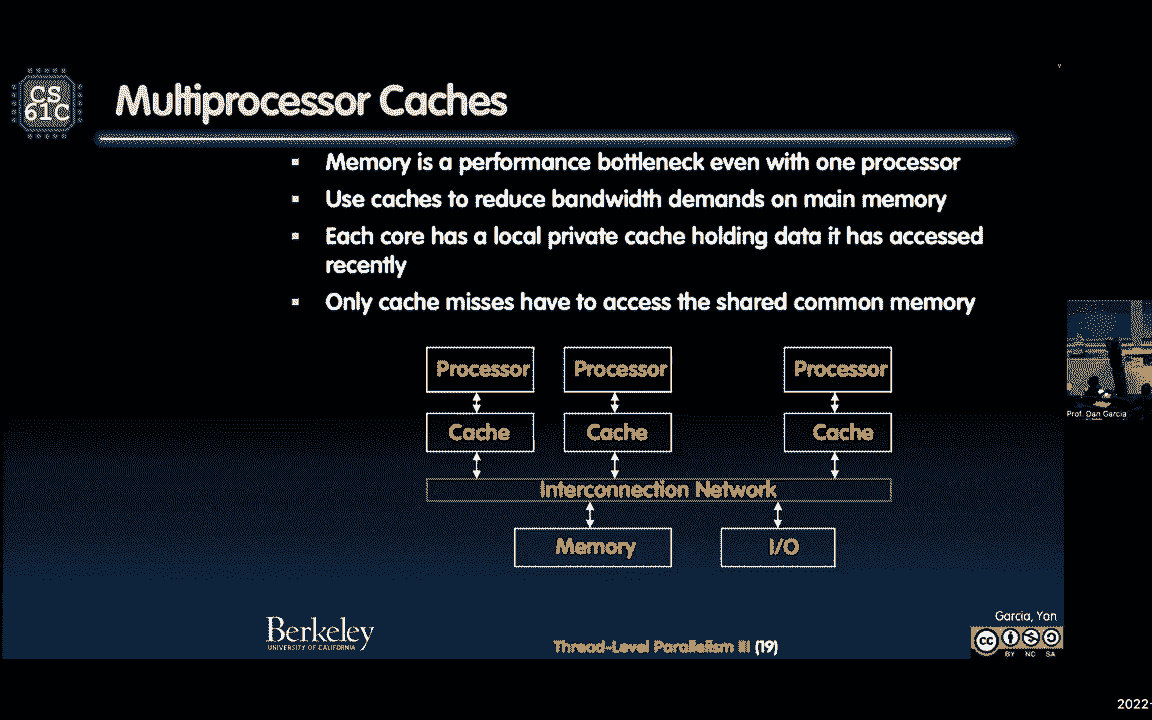 CS
61C
Multiprocessor Caches
▪ Memory is a performance bottleneck even with one processor
▪ Use caches to reduce bandwidth demands on main memory
▪ Each core has a local private cache holding data it has accessed
recently
▪ Only cache misses have to access the shared common memory
Processor Processor Processor
Cache Cache Cache
Interconnection Network
Memory I/O
Prof. Dan Garcia
Berkeley
UNIVERSITY OF CALIFORNIA
Thread-Level Parallelism III (19)
Garcia, Yan
cc
BY NC SA
2022-